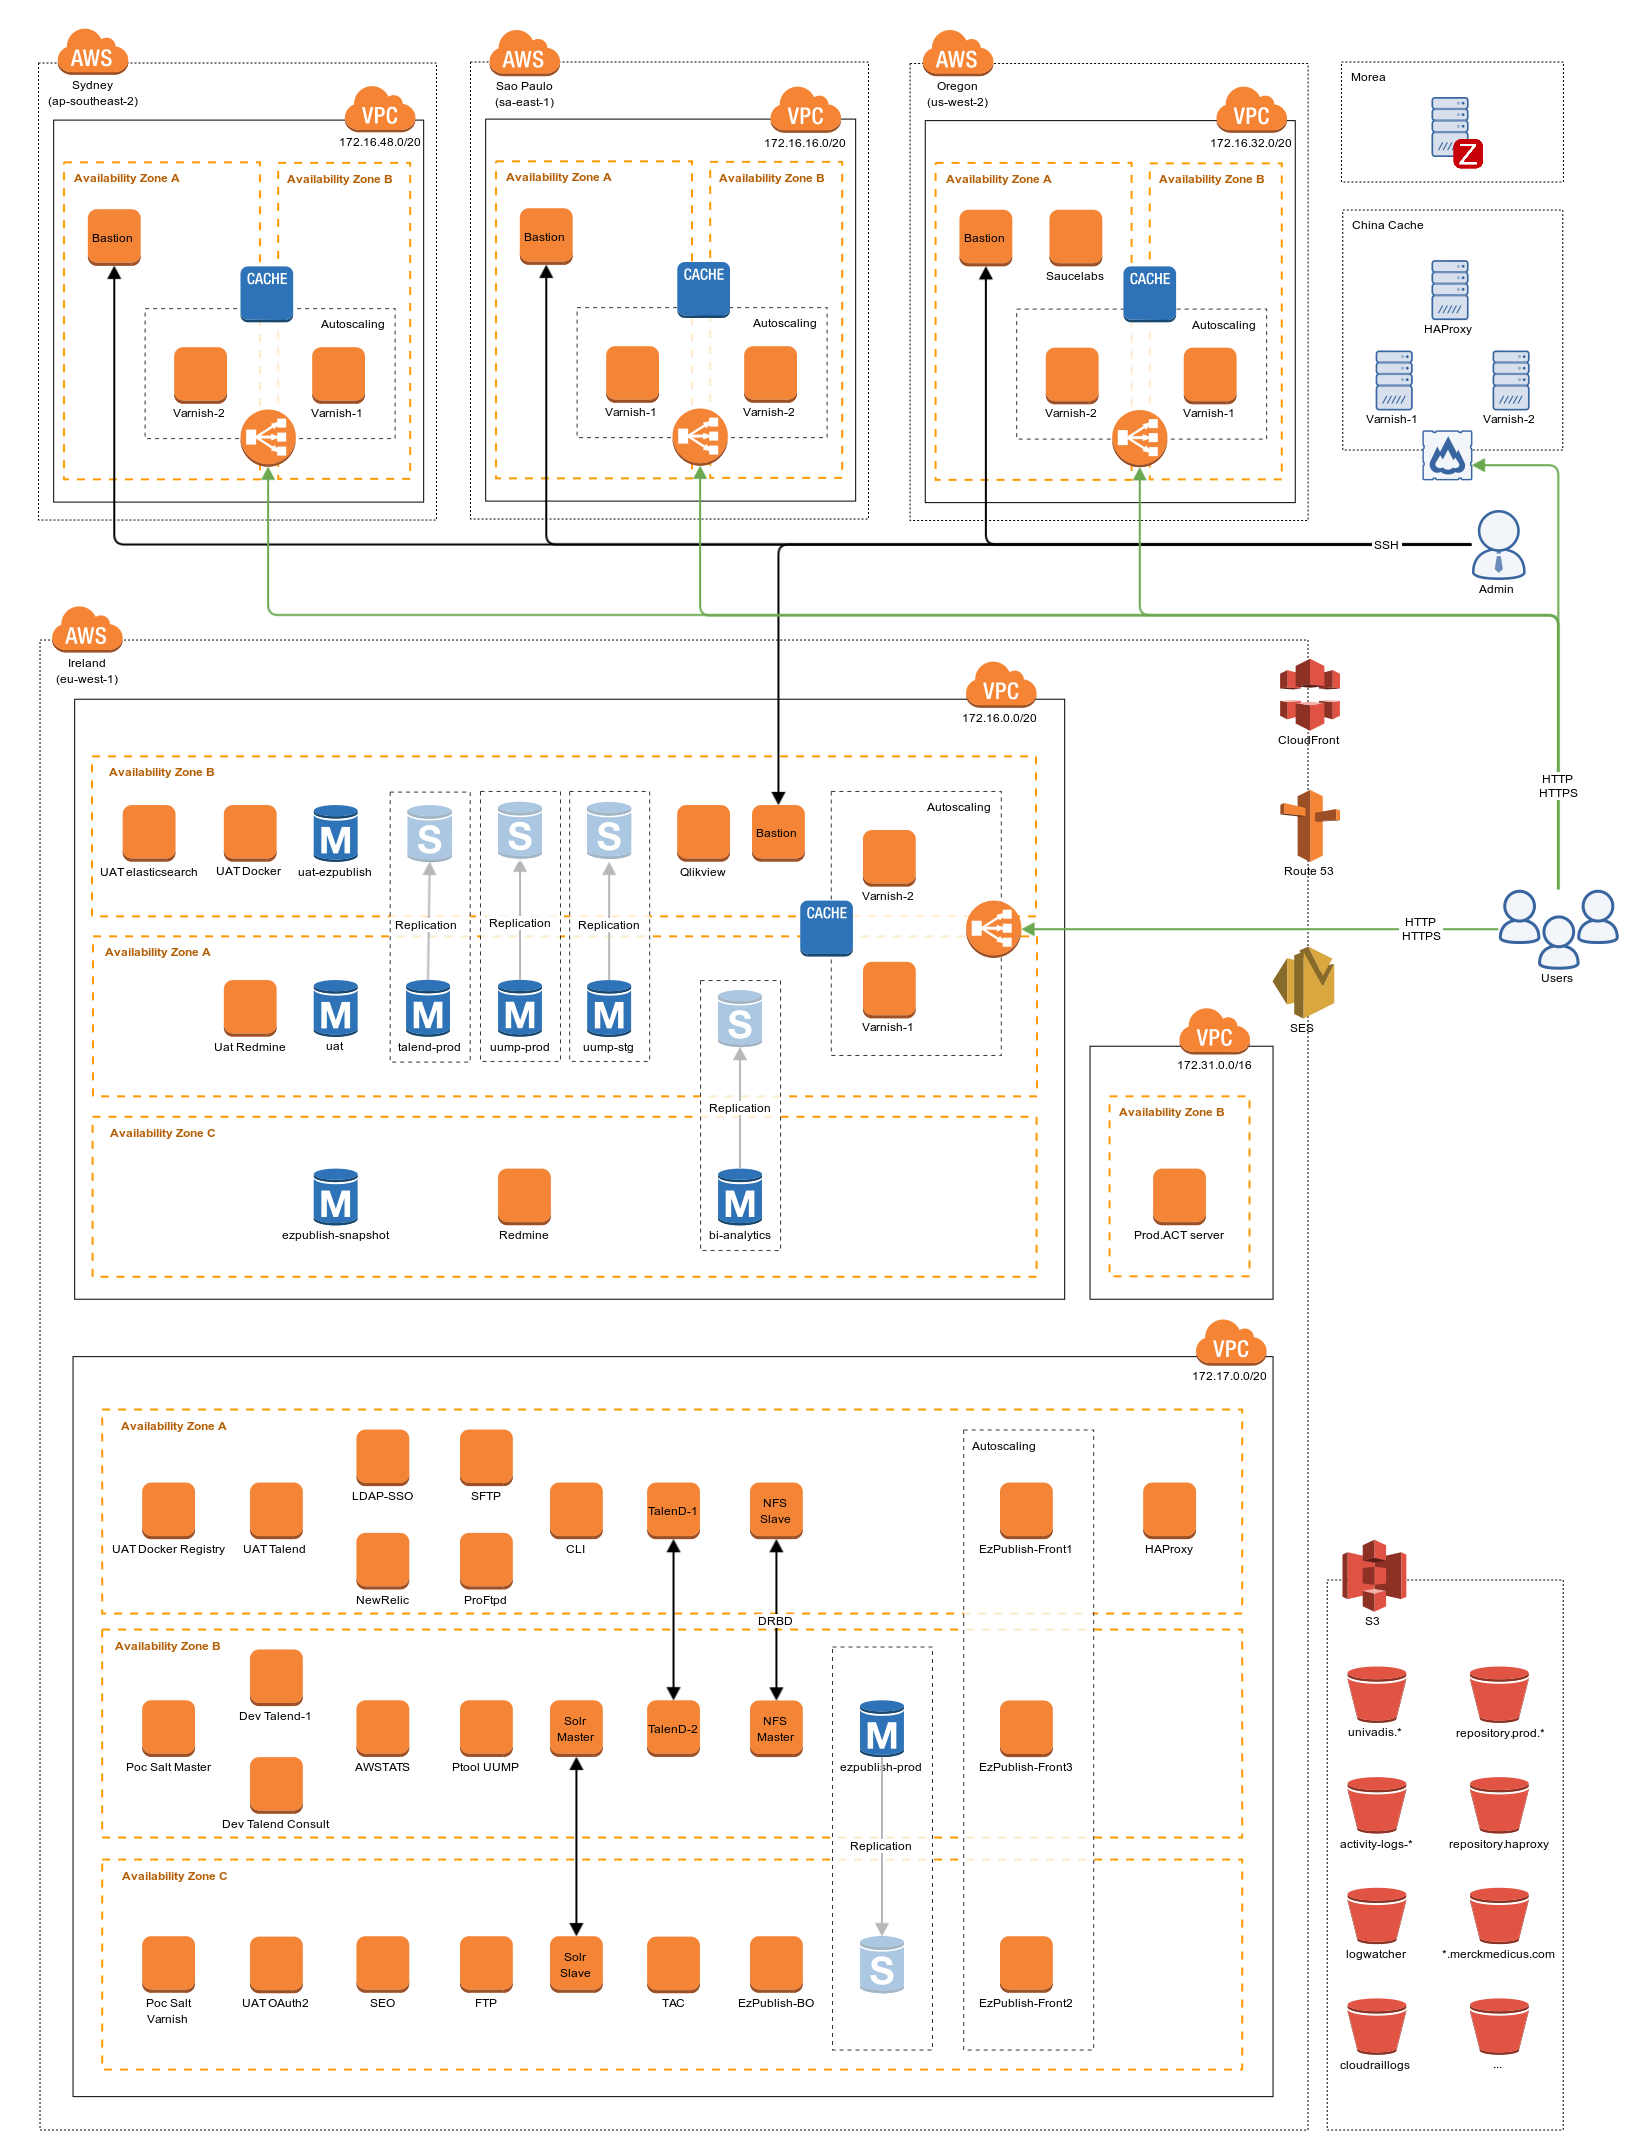 AWS
Sydney
(ap-southeast-2)
VPC
172.16.48.0/20
Availability Zone A
Availability Zone B
Bastion
CACHE
Autoscaling
Varnish-2
Varnish-1
AWS
Sao Paulo
(sa-east-1)
VPC
172.16.16.0/20
Availability Zone A
Availability Zone B
Bastion
CACHE
Autoscaling
Varnish-1
Varnish-2
AWS
Oregon
(us-west-2)
VPC
172.16.32.0/20
Availability Zone A
Availability Zone B
Bastion
Saucelabs
CACHE
Autoscaling
Varnish-2
Varnish-1
Morea
Z
China Cache
HAProxy
Varnish-1
Varnish-2
SSH
Admin
AWS
Ireland
(eu-west-1)
VPC
172.16.0.0/20
CloudFront
Route 53
SES
HTTP
HTTPS
HTTP
HTTPS
Users
Availability Zone B
UAT elasticsearch
UAT Docker
M
uat-ezpublish
S
S
S
Qlikview
Bastion
Autoscaling
Varnish-2
CACHE
Replication
Replication
Replication
Availability Zone A
Uat Redmine
M
uat
M
talend-prod
M
uump-prod
M
uump-stg
S
Varnish-1
Replication
Availability Zone C
M
ezpublish-snapshot
Redmine
M
bi-analytics
VPC
172.31.0.0/16
Availability Zone B
Prod.ACT server
VPC
172.17.0.0/20
Availability Zone A
LDAP-SSO
SFTP
Autoscaling
UAT Docker Registry
UAT Talend
NewRelic
ProFtpd
CLI
TalenD-1
NFS
Slave
EzPublish-Front1
HAProxy
DRBD
Availability Zone B
Dev Talend-1
Poc Salt Master
Dev Talend Consult
AWSTATS
Ptool UUMP
Solr
Master
TalenD-2
NFS
Master
M
ezpublish-prod
EzPublish-Front3
Replication
Availability Zone C
Poc Salt
Varnish
UAT OAuth2
SEO
FTP
Solr
Slave
TAC
EzPublish-BO
S
EzPublish-Front2
S3
univadis.*
repository.prod.*
activity-logs-*
repository.haproxy
logwatcher
*.merckmedicus.com
cloudraillogs
...